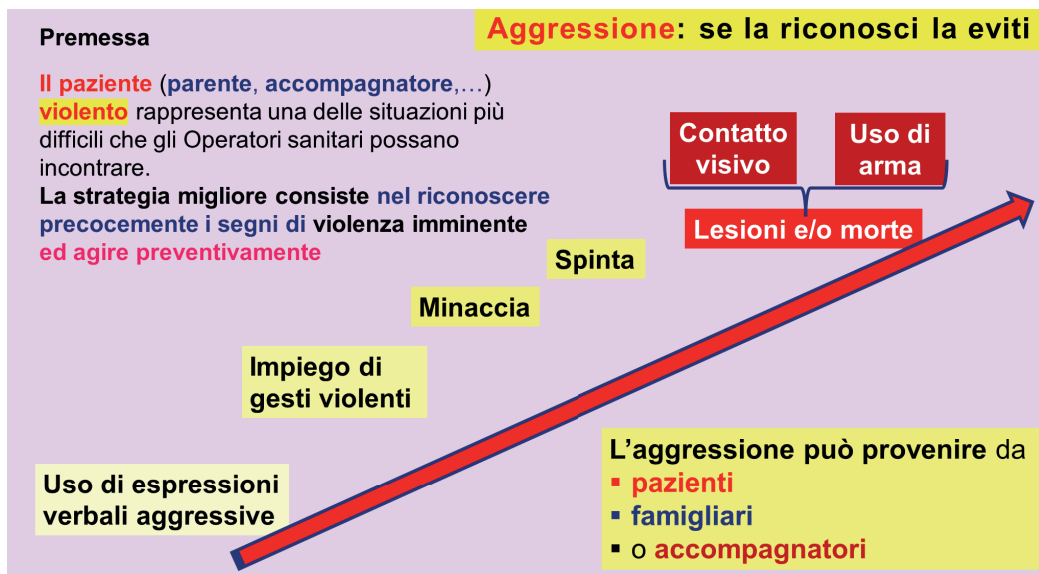 Aggressione: se la riconosci la eviti
Premessa
Il paziente (parente, accompagnatore,…)
violento rappresenta una delle situazioni più
difficili che gli Operatori sanitari possano
incontrare.
La strategia migliore consiste nel riconoscere
precocemente i segni di violenza imminente
ed agire preventivamente
Contatto
visivo
Uso di
arma
Lesioni e/o morte
Spinta
Minaccia
Impiego di
gesti violenti
Uso di espressioni
verbali aggressive
L’aggressione può provenire da
▪ pazienti
▪ famigliari
▪ o accompagnatori